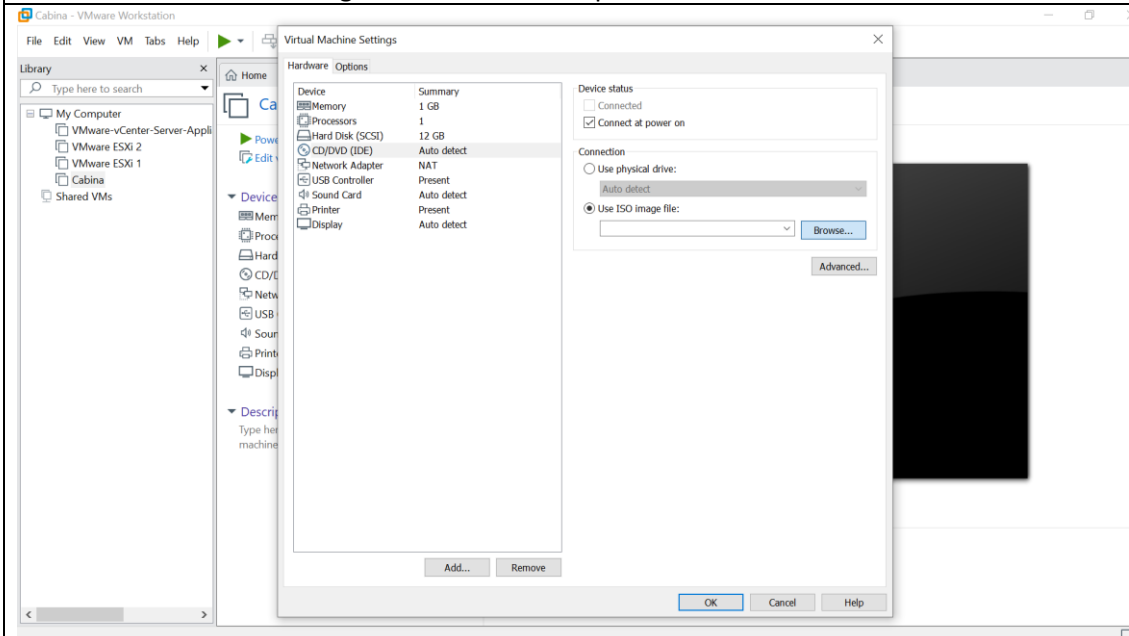 Cabina - VMware Workstation
File Edit View VM Tabs Help
Library
Type here to search
My Computer
VMware-vCenter-Server-Appli
VMware ESXi 2
VMware ESXi 1
Cabina
Shared VMs
Home
Ca
Powe
Edit v
Device
Mem
Proce
Hard
CD/D
Netw
USB
Soun
Print
Displ
Descrip
Type her
machine
Virtual Machine Settings
Hardware Options
Device Summary
Memory 1 GB
Processors 1
Hard Disk (SCSI) 12 GB
CD/DVD (IDE) Auto detect
Network Adapter NAT
USB Controller Present
Sound Card Auto detect
Printer Present
Display Auto detect
Add... Remove
Device status
Connected
Connect at power on
Connection
Use physical drive:
Auto detect
Use ISO image file:
Browse...
Advanced...
OK Cancel Help